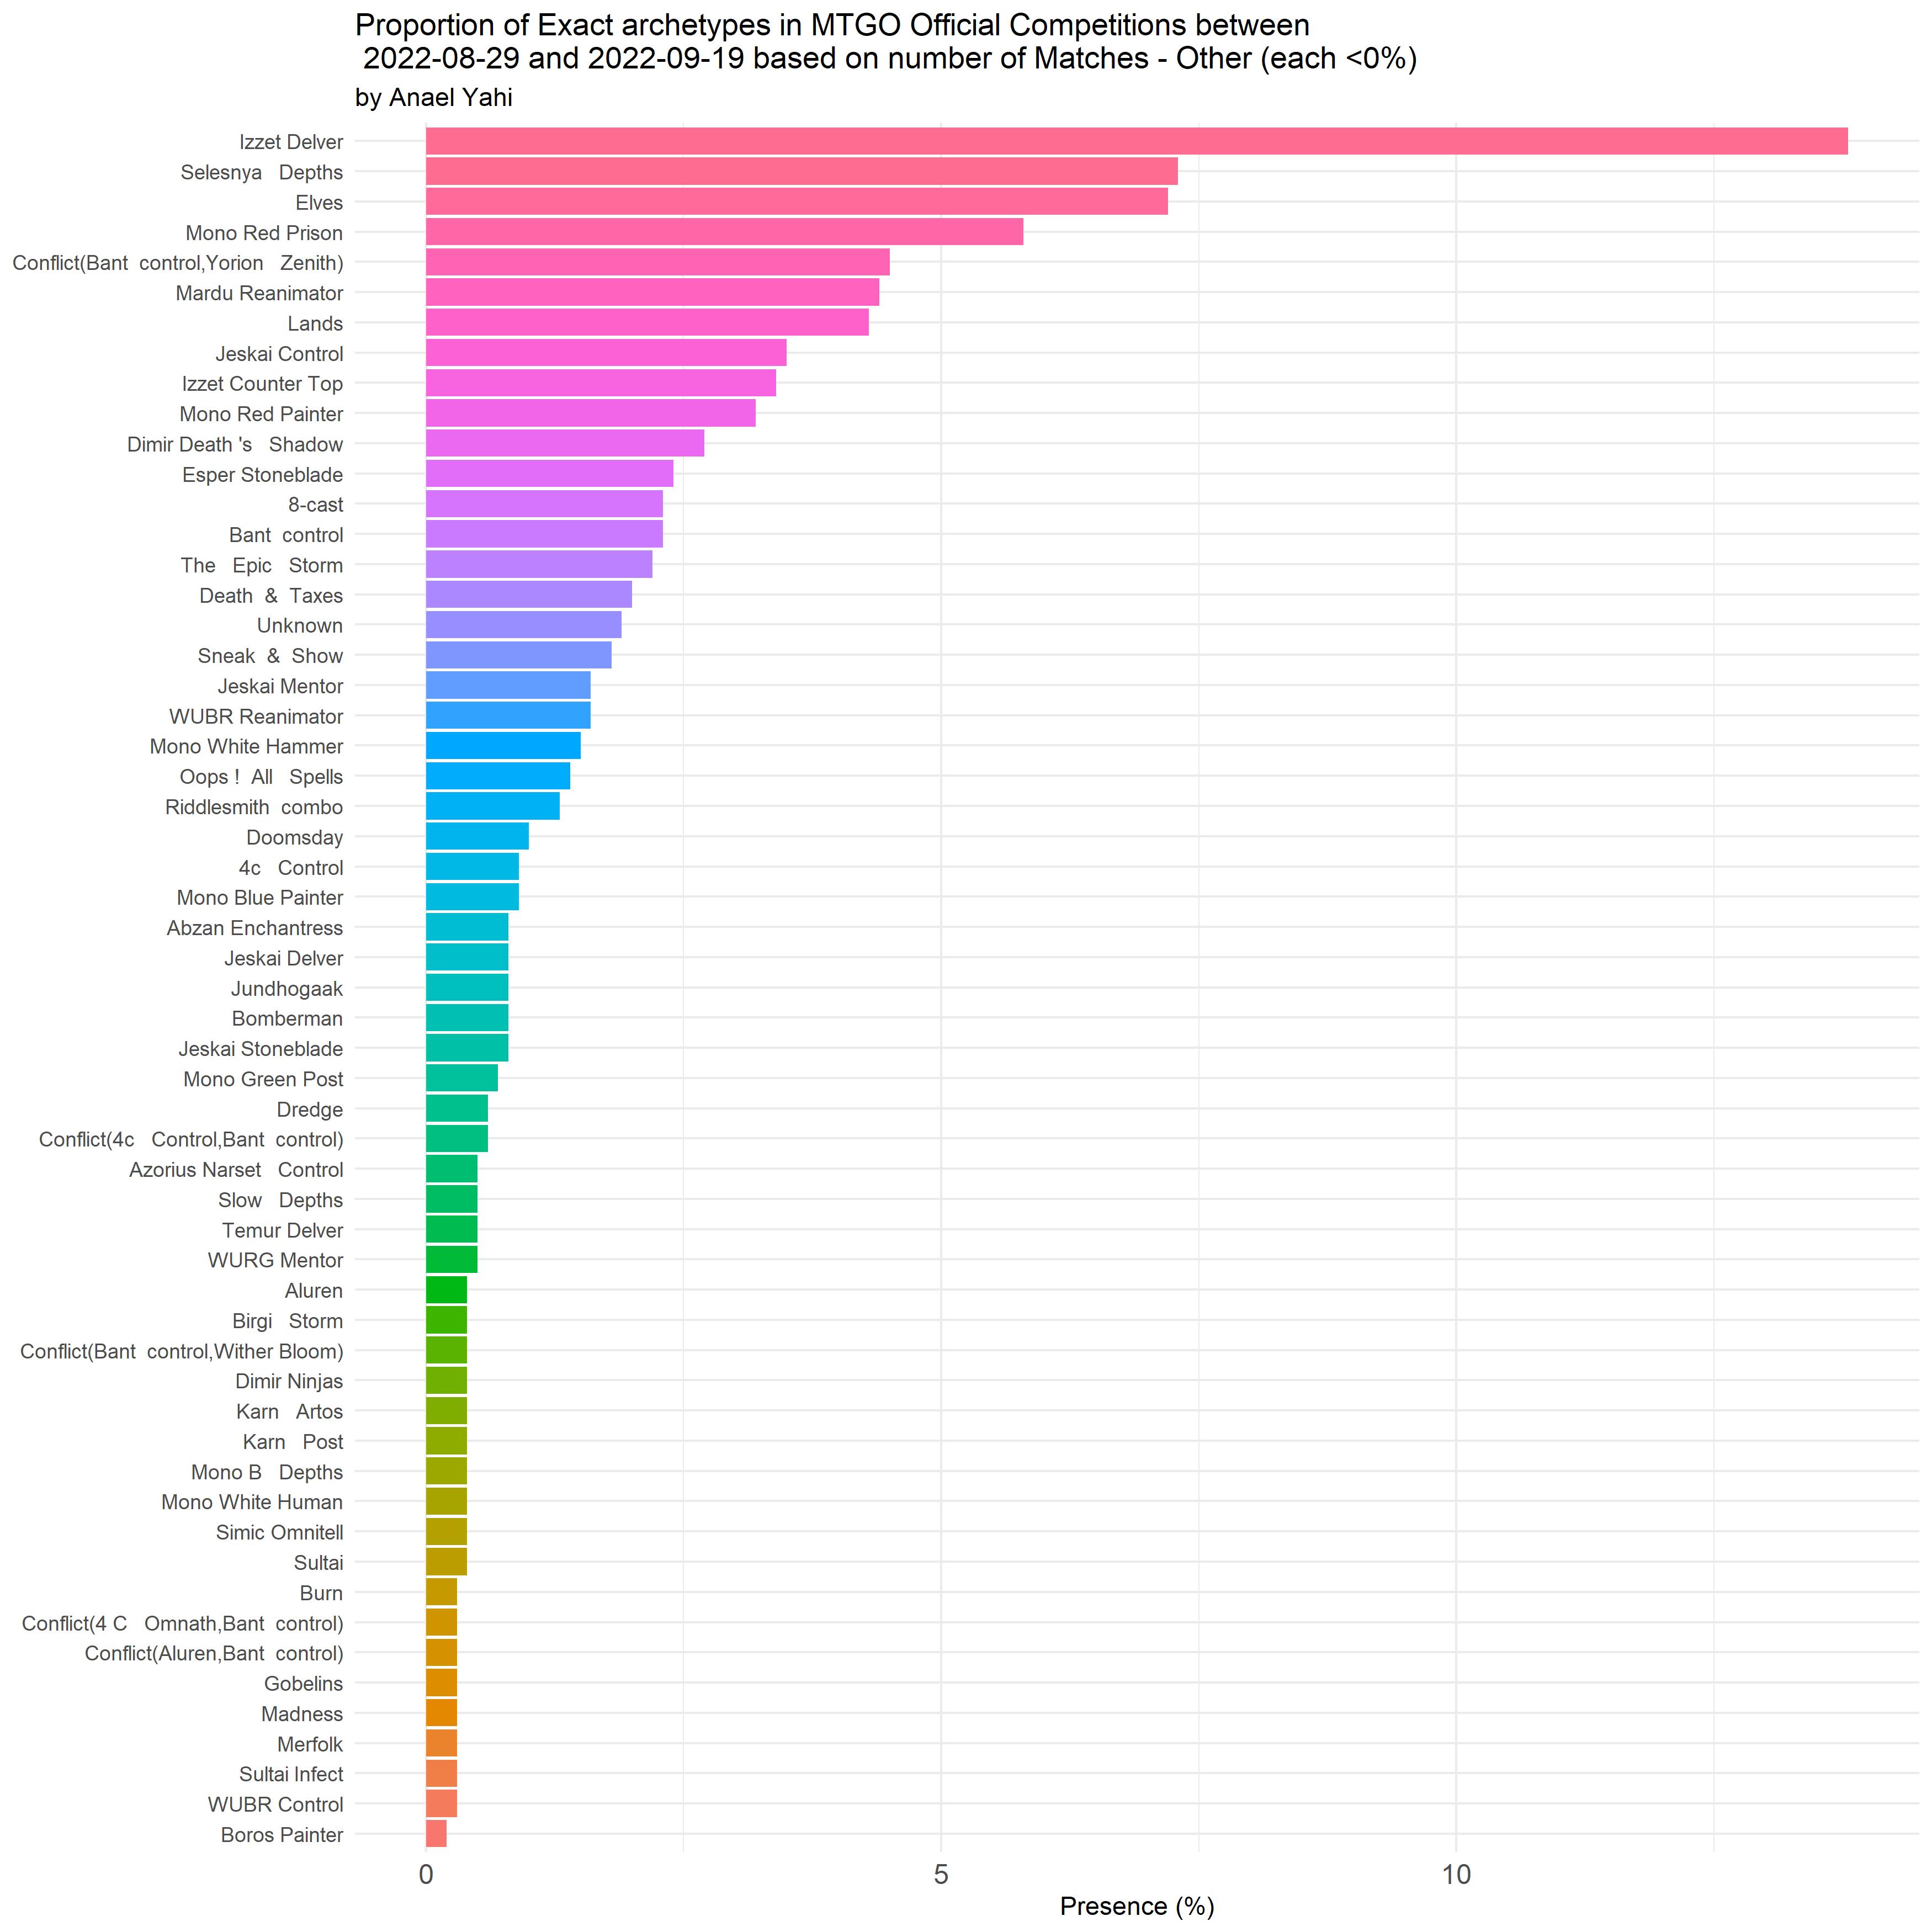 Proportion of Exact archetypes in MTGO Official Competitions between
2022-08-29 and 2022-09-19 based on number of Matches - Other (each <0%)
by Anael Yahi
Izzet Delver
Selesnya   Depths
Elves
Mono Red Prison
Conflict(Bant  control,Yorion   Zenith)
Mardu Reanimator
Lands
Jeskai Control
Izzet Counter Top
Mono Red Painter
Dimir Death 's   Shadow
Esper Stoneblade
8-cast
Bant  control
The   Epic   Storm
Death  &  Taxes
Unknown
Sneak  &  Show
Jeskai Mentor
WUBR Reanimator
Mono White Hammer
Oops !  All   Spells
Riddlesmith  combo
Doomsday
4c   Control
Mono Blue Painter
Abzan Enchantress
Jeskai Delver
Jundhogaak
Bomberman
Jeskai Stoneblade
Mono Green Post
Dredge
Conflict(4c   Control,Bant  control)
Azorius Narset   Control
Slow   Depths
Temur Delver
WURG Mentor
Aluren
Birgi   Storm
Conflict(Bant  control,Wither Bloom)
Dimir Ninjas
Karn   Artos
Karn   Post
Mono B   Depths
Mono White Human
Simic Omnitell
Sultai
Burn
Conflict(4 C   Omnath,Bant  control)
Conflict(Aluren,Bant  control)
Gobelins
Madness
Merfolk
Sultai Infect
WUBR Control
Boros Painter
0 5 10
Presence (%)